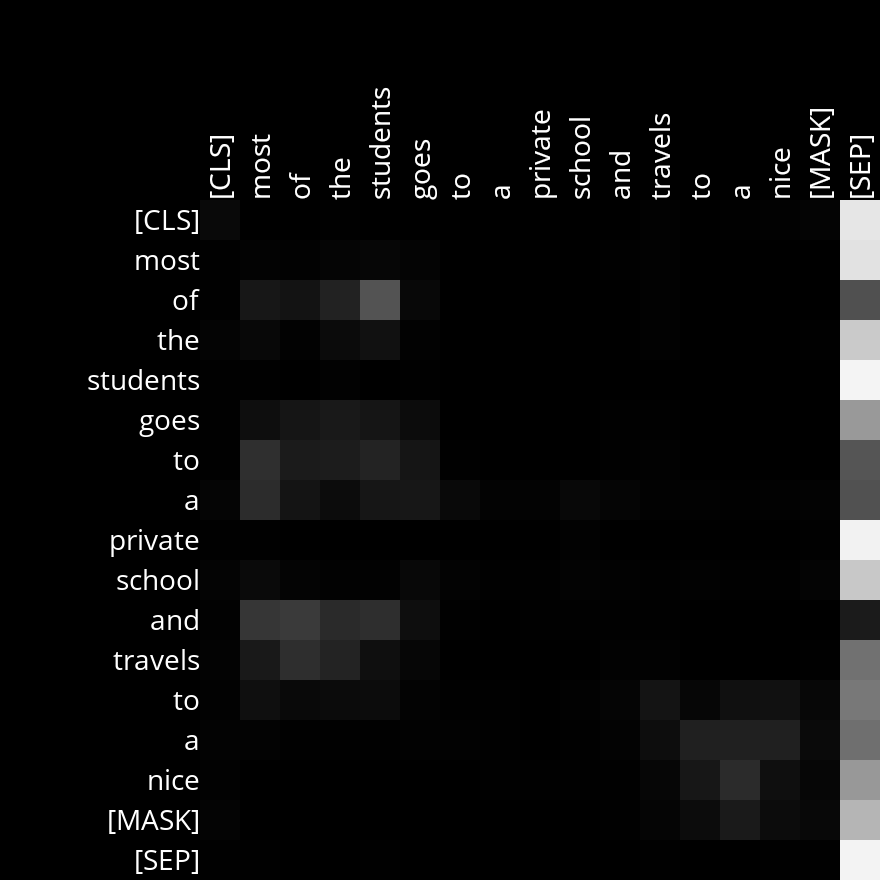 [CLS]
most
of
the
students
goes
to
a
private
school
and
travels
to
a
nice
[MASK]
[SEP]
[CLS]
most
of
the
students
goes
to
a
private
school
and
travels
to
a
nice
[MASK]
[SEP]